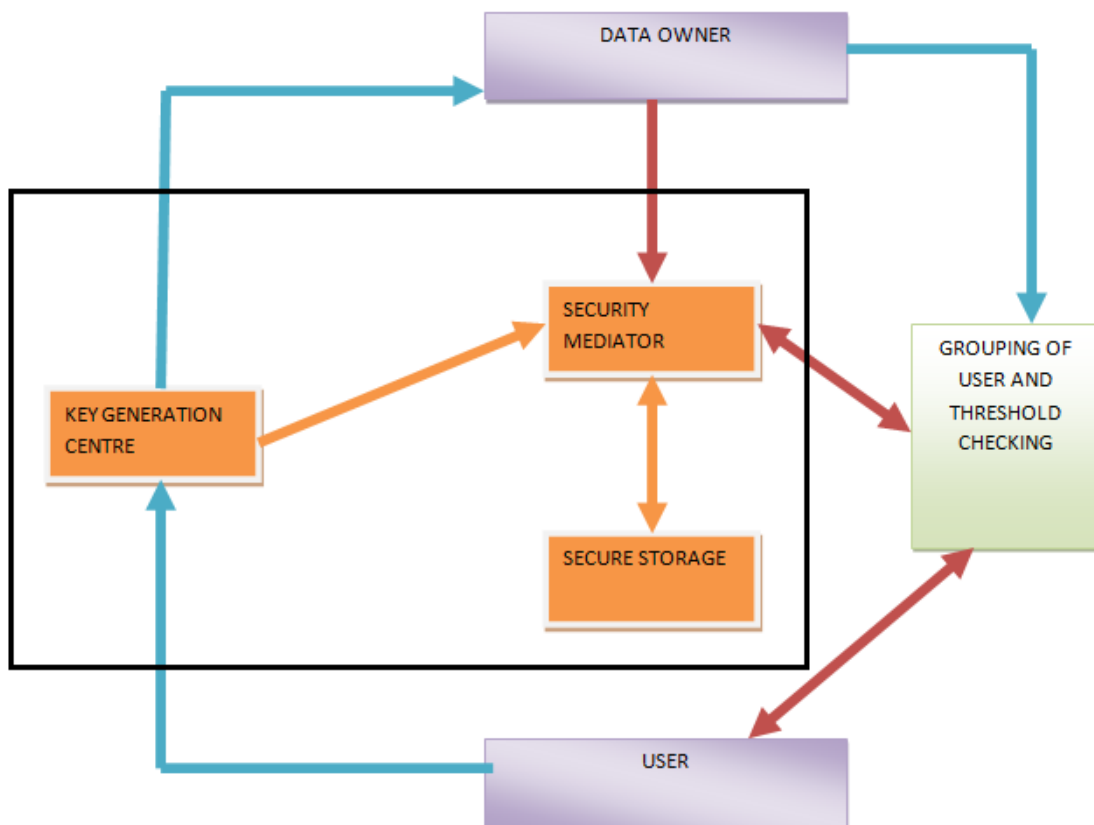 DATA OWNER
SECURITY
MEDIATOR
GROUPING OF
USER AND
THRESHOLD
CHECKING
KEY GENERATION
CENTRE
SECURE STORAGE
USER